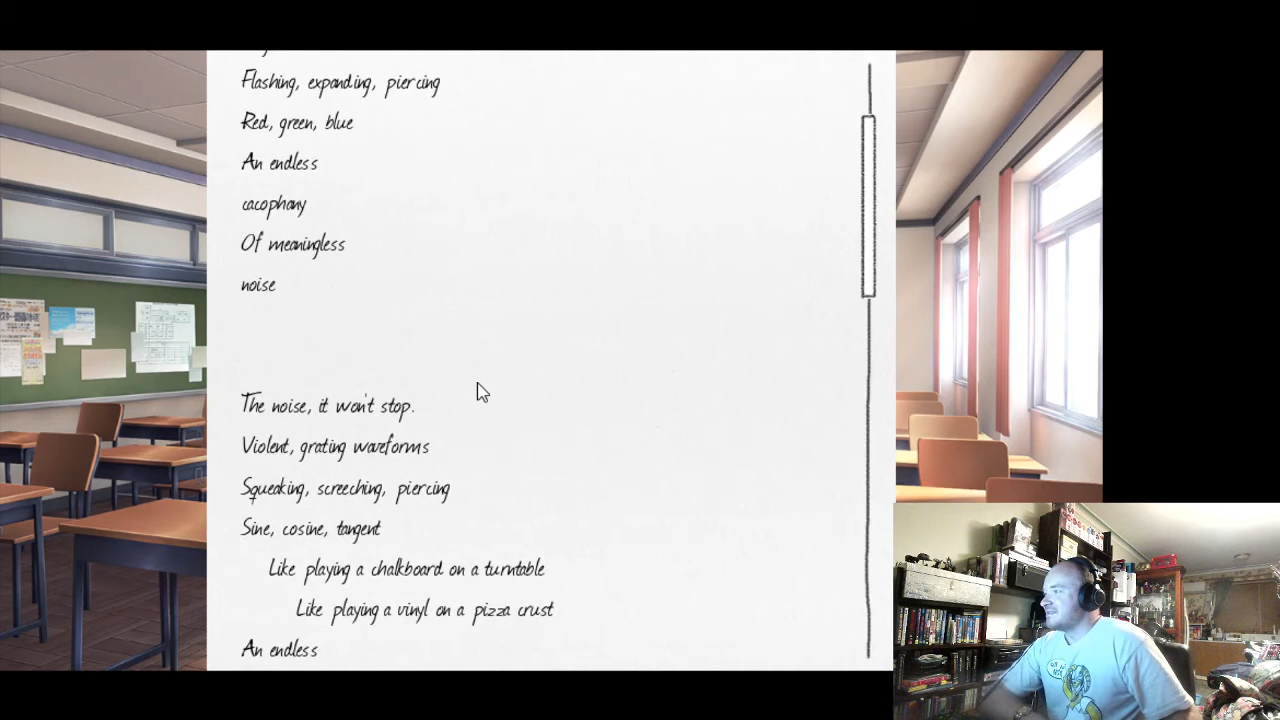 Flashing, expanding, piercing
Red, green, blue
An endless
cacophony
Of meaningless
noise
The noise, it won't stop.
Violent, grating waveforms
Squeaking, screeching, piercing
Sine, cosine, tangent
Like playing a chalkboard on a turntable
Like playing a vinyl on a pizza crust
An endless